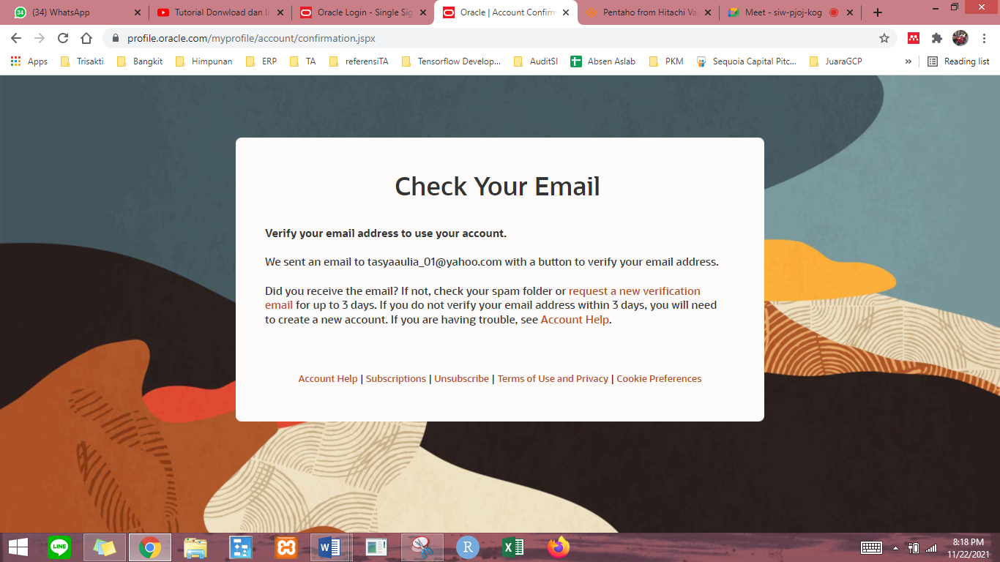 (34) WhatsApp
Tutorial Donwload dan In
Oracle Login - Single Sig
Oracle | Account Confirm
Pentaho from Hitachi Va
Meet - siw-pjoj-kog
profile.oracle.com/myprofile/account/confirmation.jspx
Apps
Trisakti
Bangkit
Himpunan
ERP
TA
referensiTA
Tensorflow Develop...
AuditSI
Absen Aslab
PKM
Sequoia Capital Pitc...
JuaraGCP
»
Reading list
Check Your Email
Verify your email address to use your account.
We sent an email to tasyaaulia_01@yahoo.com with a button to verify your email address.
Did you receive the email? If not, check your spam folder or request a new verification
email for up to 3 days. If you do not verify your email address within 3 days, you will need
to create a new account. If you are having trouble, see Account Help.
Account Help | Subscriptions | Unsubscribe | Terms of Use and Privacy | Cookie Preferences
LINE
8:18 PM
11/22/2021